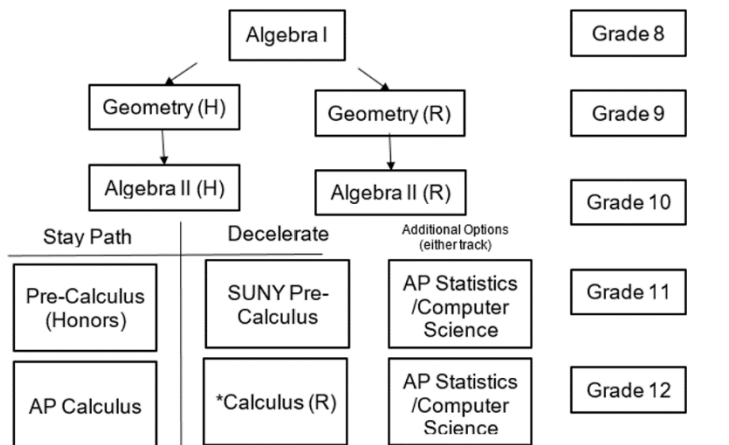 Algebra I
Grade 8
Geometry (H)
Geometry (R)
Grade 9
Algebra II (H)
Algebra II (R)
Grade 10
Stay Path
Decelerate
Additional Options
(either track)
Pre-Calculus
(Honors)
SUNY Pre-
Calculus
AP Statistics
/Computer
Science
Grade 11
AP Calculus
*Calculus (R)
AP Statistics
/Computer
Science
Grade 12